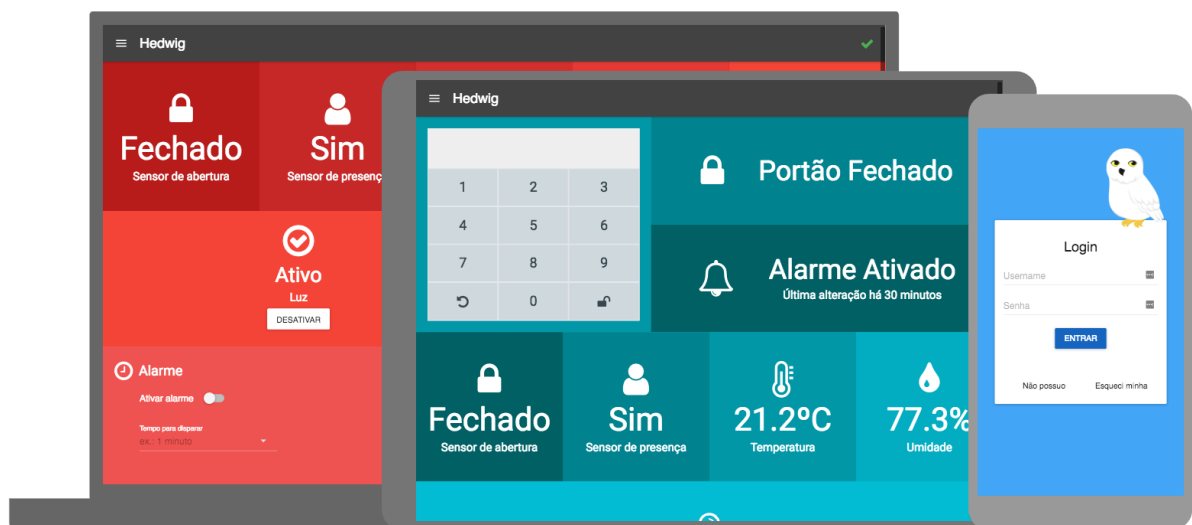 Hedwig
Fechado
Sensor de abertura
Sim
Sensor de presenç
Ativo
Luz
DESATIVAR
Alarme
Ativar alarme
Tempo para disparar
ex.: 1 minuto
Hedwig
1 2 3
4 5 6
7 8 9
0
Portão Fechado
Alarme Ativado
Última alteração há 30 minutos
Fechado
Sensor de abertura
Sim
Sensor de presença
21.2ºC
Temperatura
77.3%
Umidade
Login
Username
Senha
ENTRAR
Não possuo Esqueci minha